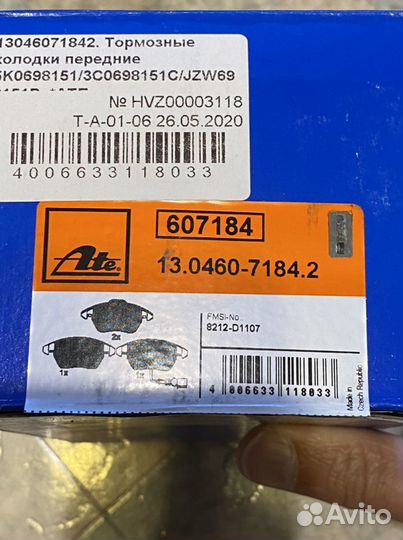 13046071842. Тормозные
колодки передние
5K0698151/3C0698151C/JZW69
№ HVZ00003118
T-A-01-06 26.05.2020
4006633118033
Ate
607184
13.0460-7184.2
FMSI-No.
8212-D1107
2x
1x
1x
4 006633 118033
Made in
Czech Republic
Avito